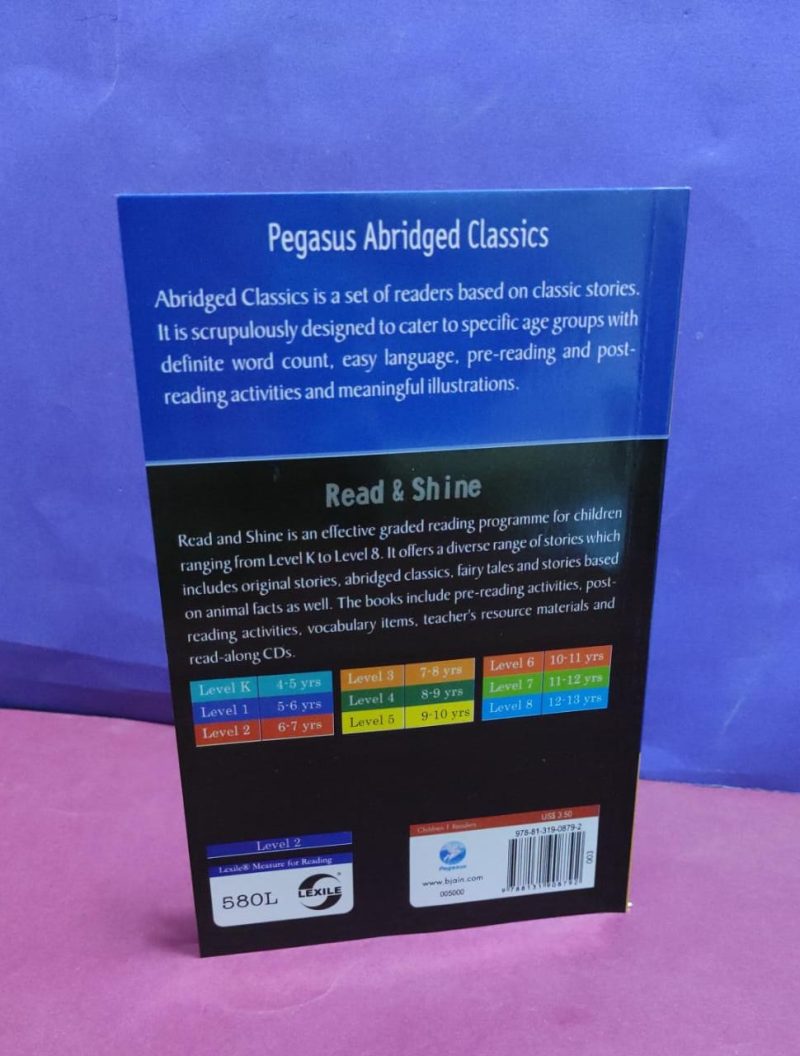 Pegasus Abridged Classics
Abridged Classics is a set of readers based on classic stories.
It is scrupulously designed to cater to specific age groups with
definite word count, easy language, pre-reading and post-
reading activities and meaningful illustrations.
Read & Shine
Read and Shine is an effective graded reading programme for children
ranging from Level K to Level 8. It offers a diverse range of stories which
includes original stories, abridged classics, fairy tales and stories based
on animal facts as well. The books include pre-reading activities, post-
reading activities, vocabulary items, teacher's resource materials and
read-along CDs.
Level K 4-5 yrs
Level 1 5-6 yrs
Level 2 6-7 yrs
Level 3 7-8 yrs
Level 4 8-9 yrs
Level 5 9-10 yrs
Level 6 10-11 yrs
Level 7 11-12 yrs
Level 8 12-13 yrs
Level 2
Lexile® Measure for Reading
580L
LEXILE®
Children / Readers US$ 3.50
978-81-319-0879-2
Pegasus
www.bjain.com
005000
9 788131 908792
003